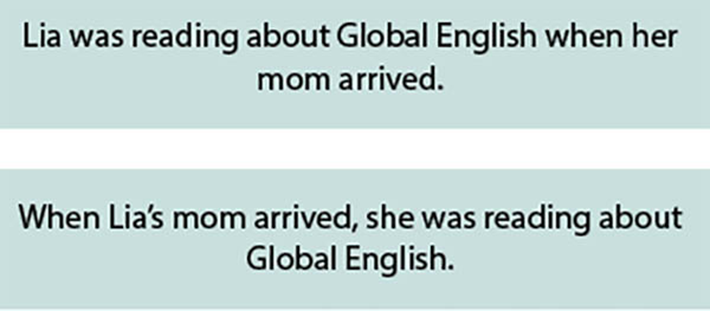 Lia was reading about Global English when her
mom arrived.
When Lia's mom arrived, she was reading about
Global English.